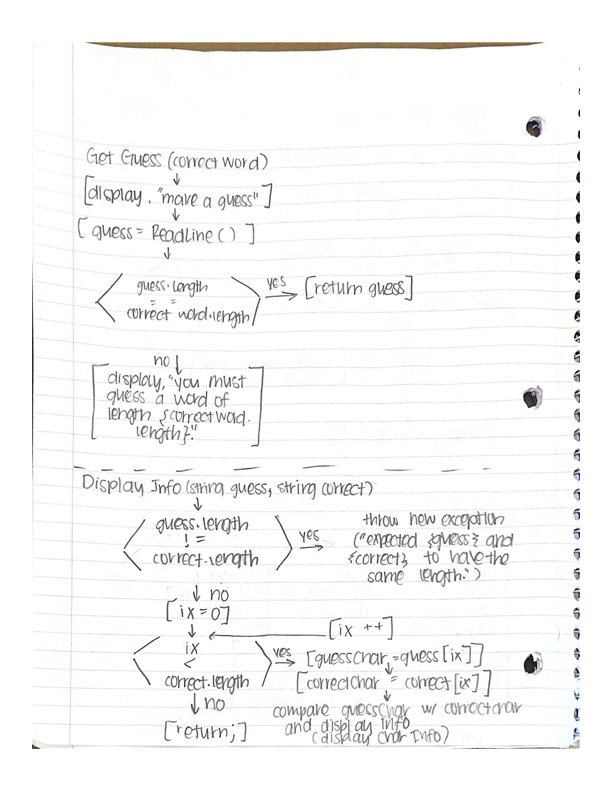 Get Guess (correct word)
[display, "make a guess"]
[guess = ReadLine()]
guess.length
= =
correct word.length
yes
[return guess]
no
display, "you must
guess a word of
length {correct word.
length}."
Display Info (string guess, string correct)
guess.length
!=
correct.length
yes
throw new exception
("expected {guess} and
{correct} to have the
same length.")
no
[ix = 0]
[ix ++]
ix
<
correct.length
yes
[guesschar = guess[ix]]
[correctchar = correct[ix]]
compare guesschar w/ correctchar
and display info
(display char Info)
no
[return;]